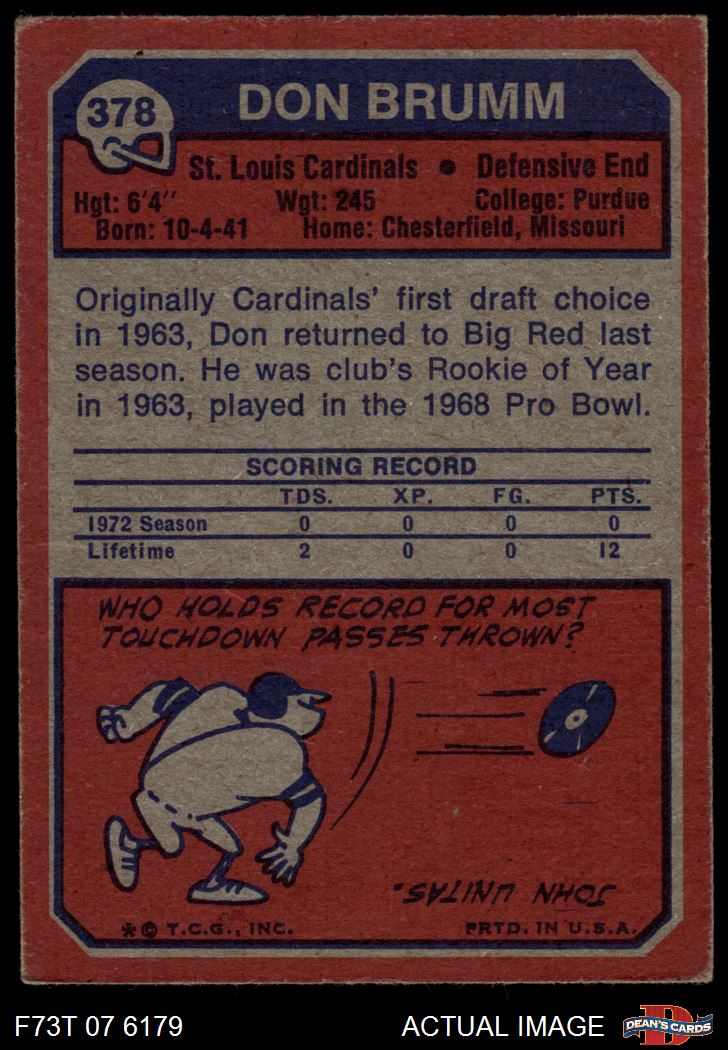 378
DON BRUMM
St. Louis Cardinals • Defensive End
Hgt: 6'4" Wgt: 245 College: Purdue
Born: 10-4-41 Home: Chesterfield, Missouri
Originally Cardinals' first draft choice
in 1963, Don returned to Big Red last
season. He was club's Rookie of Year
in 1963, played in the 1968 Pro Bowl.
SCORING RECORD
TDS. XP. FG. PTS.
1972 Season 0 0 0 0
Lifetime 2 0 0 12
WHO HOLDS RECORD FOR MOST
TOUCHDOWN PASSES THROWN?
JOHN UNITAS.
*© T.C.G., INC. PRTD. IN U.S.A.
F73T 07 6179 ACTUAL IMAGE
D
DEAN'S CARDS